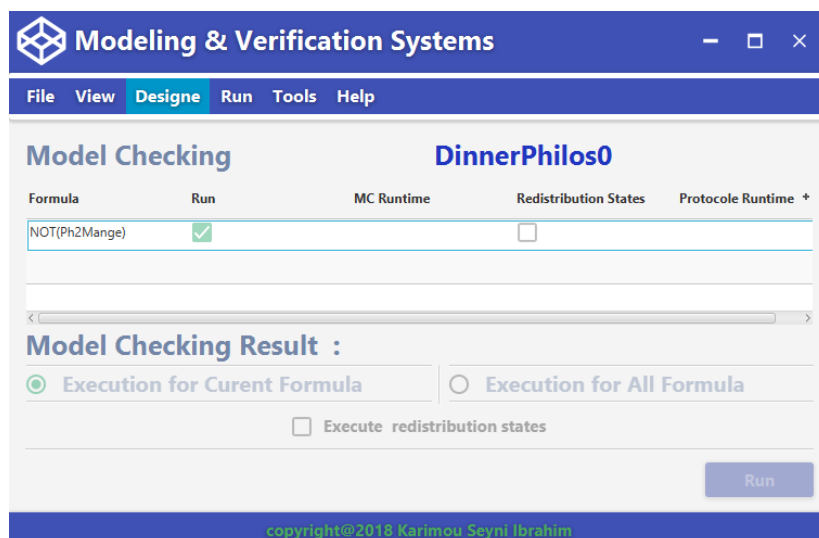 Modeling & Verification Systems
File View Designe Run Tools Help
Model Checking DinnerPhilos0
Formula Run MC Runtime Redistribution States Protocole Runtime +
NOT(Ph2Mange)
Model Checking Result :
Execution for Curent Formula Execution for All Formula
Execute redistribution states
Run
copyright@2018 Karimou Seyni Ibrahim